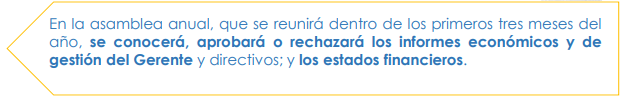 En la asamblea anual, que se reunirá dentro de los primeros tres meses del
año, se conocerá, aprobará o rechazará los informes económicos y de
gestión del Gerente y directivos; y los estados financieros.